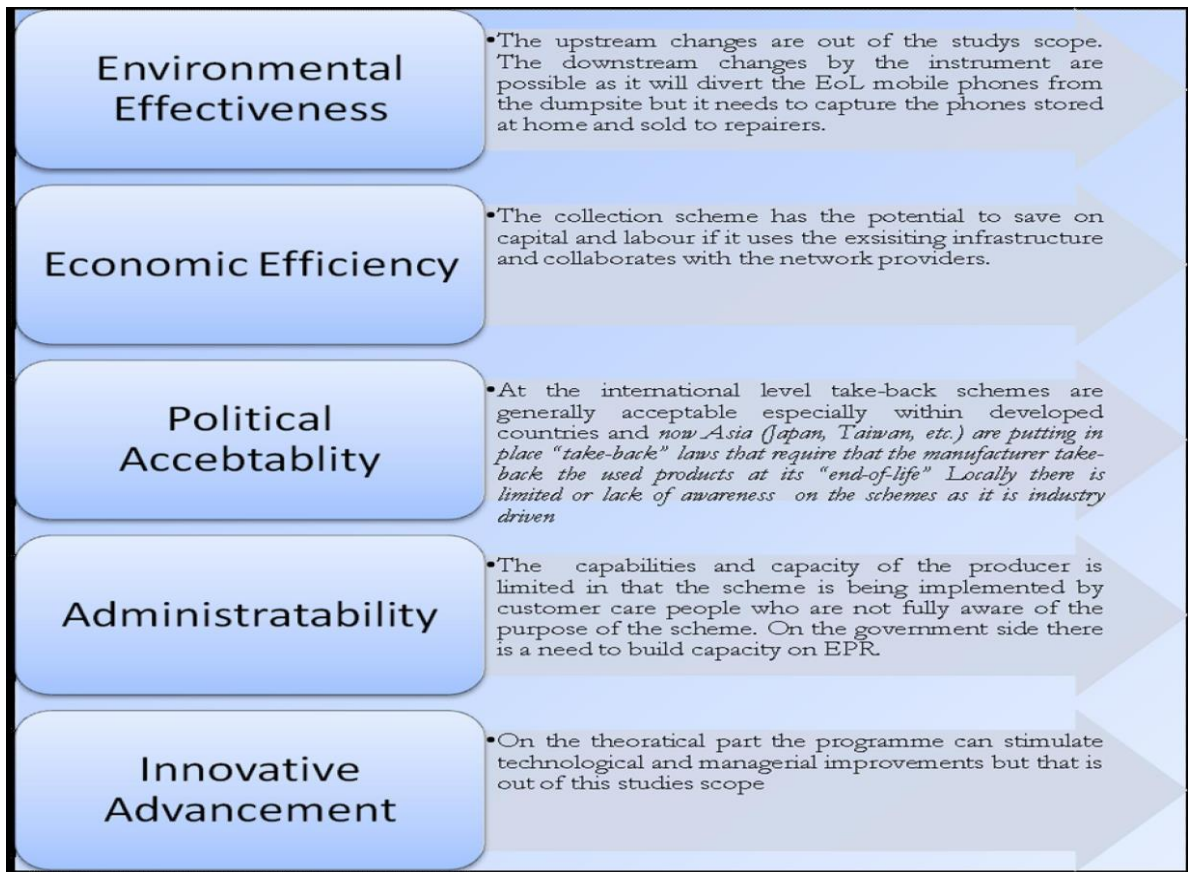 Environmental
Effectiveness
•The upstream changes are out of the studys scope.
The downstream changes by the instrument are
possible as it will divert the EoL mobile phones from
the dumpsite but it needs to capture the phones stored
at home and sold to repairers.
Economic Efficiency
•The collection scheme has the potential to save on
capital and labour if it uses the exsisiting infrastructure
and collaborates with the network providers.
Political
Accebtablity
•At the international level take-back schemes are
generally acceptable especially within developed
countries and now Asia (Japan, Taiwan, etc.) are putting in
place “take-back” laws that require that the manufacturer take-
back the used products at its “end-of-life” Locally there is
limited or lack of awareness on the schemes as it is industry
driven
Administratability
•The capabilities and capacity of the producer is
limited in that the scheme is being implemented by
customer care people who are not fully aware of the
purpose of the scheme. On the government side there
is a need to build capacity on EPR.
Innovative
Advancement
•On the theoratical part the programme can stimulate
technological and managerial improvements but that is
out of this studies scope